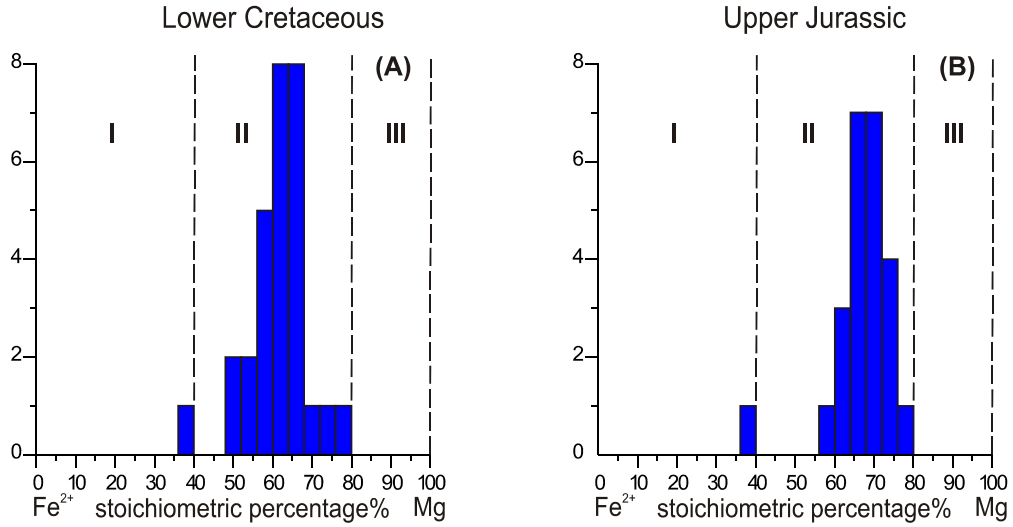 Lower Cretaceous
8
6
4
2
0
(A)
I
II
III
0 10 20 30 40 50 60 70 80 90 100
Fe2+ stoichiometric percentage% Mg
Upper Jurassic
8
6
4
2
0
(B)
I
II
III
0 10 20 30 40 50 60 70 80 90 100
Fe2+ stoichiometric percentage% Mg